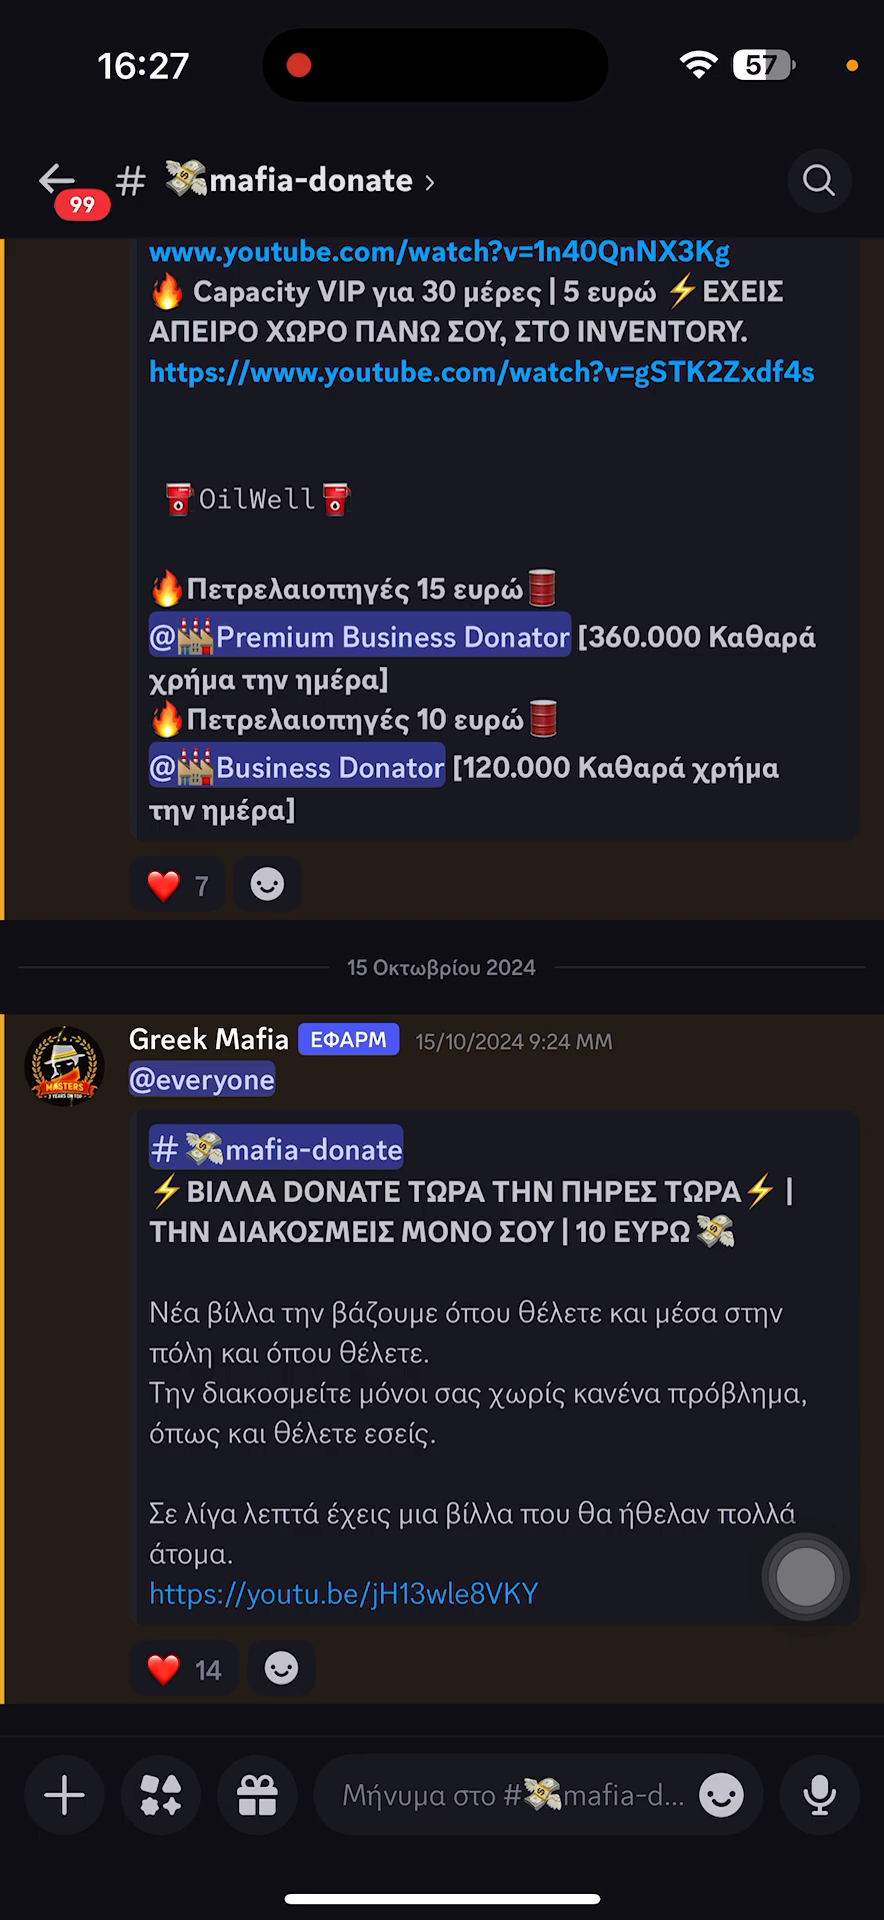 16:27
57
99
# 💸mafia-donate ›
www.youtube.com/watch?v=1n40QnNX3Kg
🔥 Capacity VIP για 30 μέρες | 5 ευρώ ⚡ΕΧΕΙΣ
ΑΠΕΙΡΟ ΧΩΡΟ ΠΑΝΩ ΣΟΥ, ΣΤΟ INVENTORY.
https://www.youtube.com/watch?v=gSTK2Zxdf4s
⛽OilWell⛽
🔥Πετρελαιοπηγές 15 ευρώ🛢️
@🏭Premium Business Donator [360.000 Καθαρά
χρήμα την ημέρα]
🔥Πετρελαιοπηγές 10 ευρώ🛢️
@🏭Business Donator [120.000 Καθαρά χρήμα
την ημέρα]
❤️ 7
15 Οκτωβρίου 2024
Greek Mafia ΕΦΑΡΜ 15/10/2024 9:24 ΜΜ
MASTERS
3 YEARS ON TOP
@everyone
# 💸mafia-donate
⚡ΒΙΛΛΑ DONATE ΤΩΡΑ ΤΗΝ ΠΗΡΕΣ ΤΩΡΑ⚡ |
ΤΗΝ ΔΙΑΚΟΣΜΕΙΣ ΜΟΝΟ ΣΟΥ | 10 ΕΥΡΩ 💸
Νέα βίλλα την βάζουμε όπου θέλετε και μέσα στην
πόλη και όπου θέλετε.
Την διακοσμείτε μόνοι σας χωρίς κανένα πρόβλημα,
όπως και θέλετε εσείς.
Σε λίγα λεπτά έχεις μια βίλλα που θα ήθελαν πολλά
άτομα.
https://youtu.be/jH13wle8VKY
❤️ 14
Μήνυμα στο #💸mafia-d...